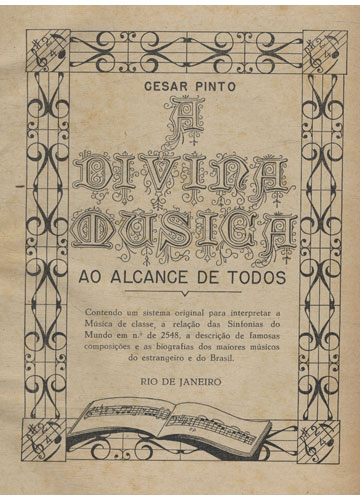 CESAR PINTO
A
DIVINA
MUSICA
AO ALCANCE DE TODOS
Contendo um sistema original para interpretar a
Música de classe, a relação das Sinfonias do
Mundo em n.º de 2548, a descrição de famosas
composições e as biografias dos maiores músicos
do estrangeiro e do Brasil.
RIO DE JANEIRO